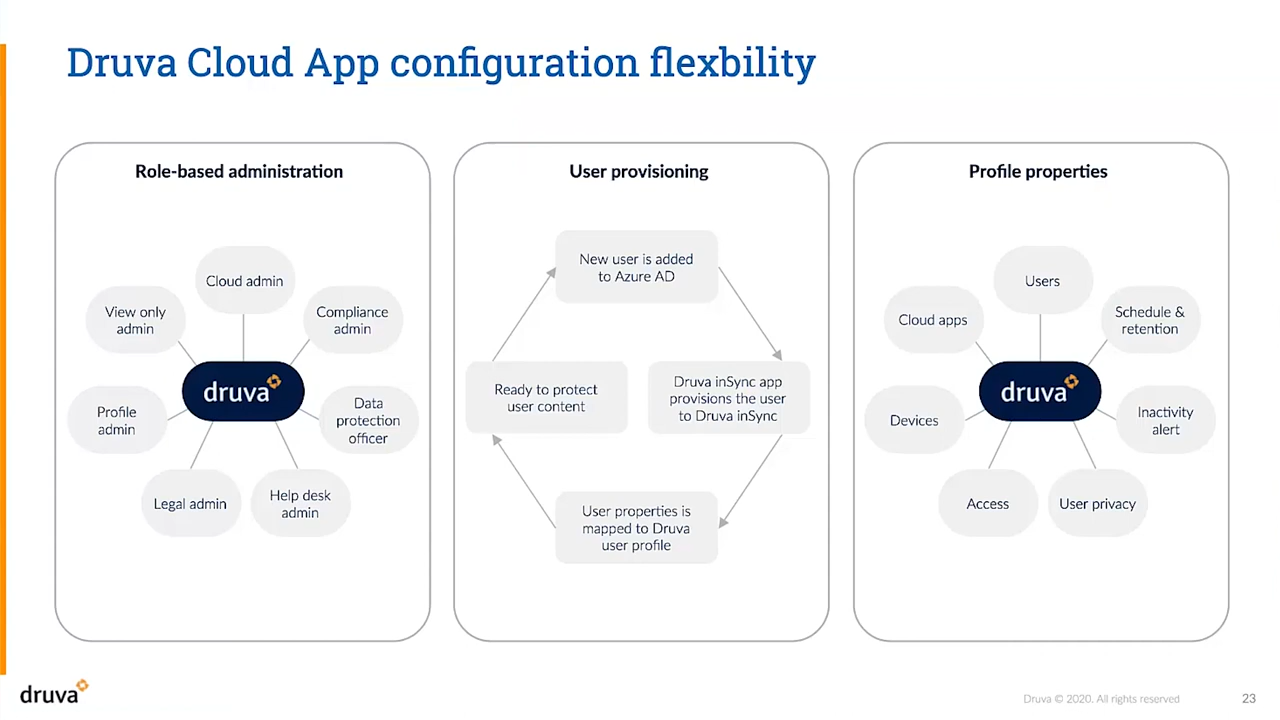 Druva Cloud App configuration flexbility
Role-based administration
Cloud admin
View only
admin
Compliance
admin
druva
Profile
admin
Data
protection
officer
Legal admin
Help desk
admin
User provisioning
New user is added
to Azure AD
Ready to protect
user content
Druva inSync app
provisions the user
to Druva inSync
User properties is
mapped to Druva
user profile
Profile properties
Users
Cloud apps
Schedule &
retention
druva
Devices
Inactivity
alert
Access
User privacy
druva
Druva © 2020. All rights reserved
23